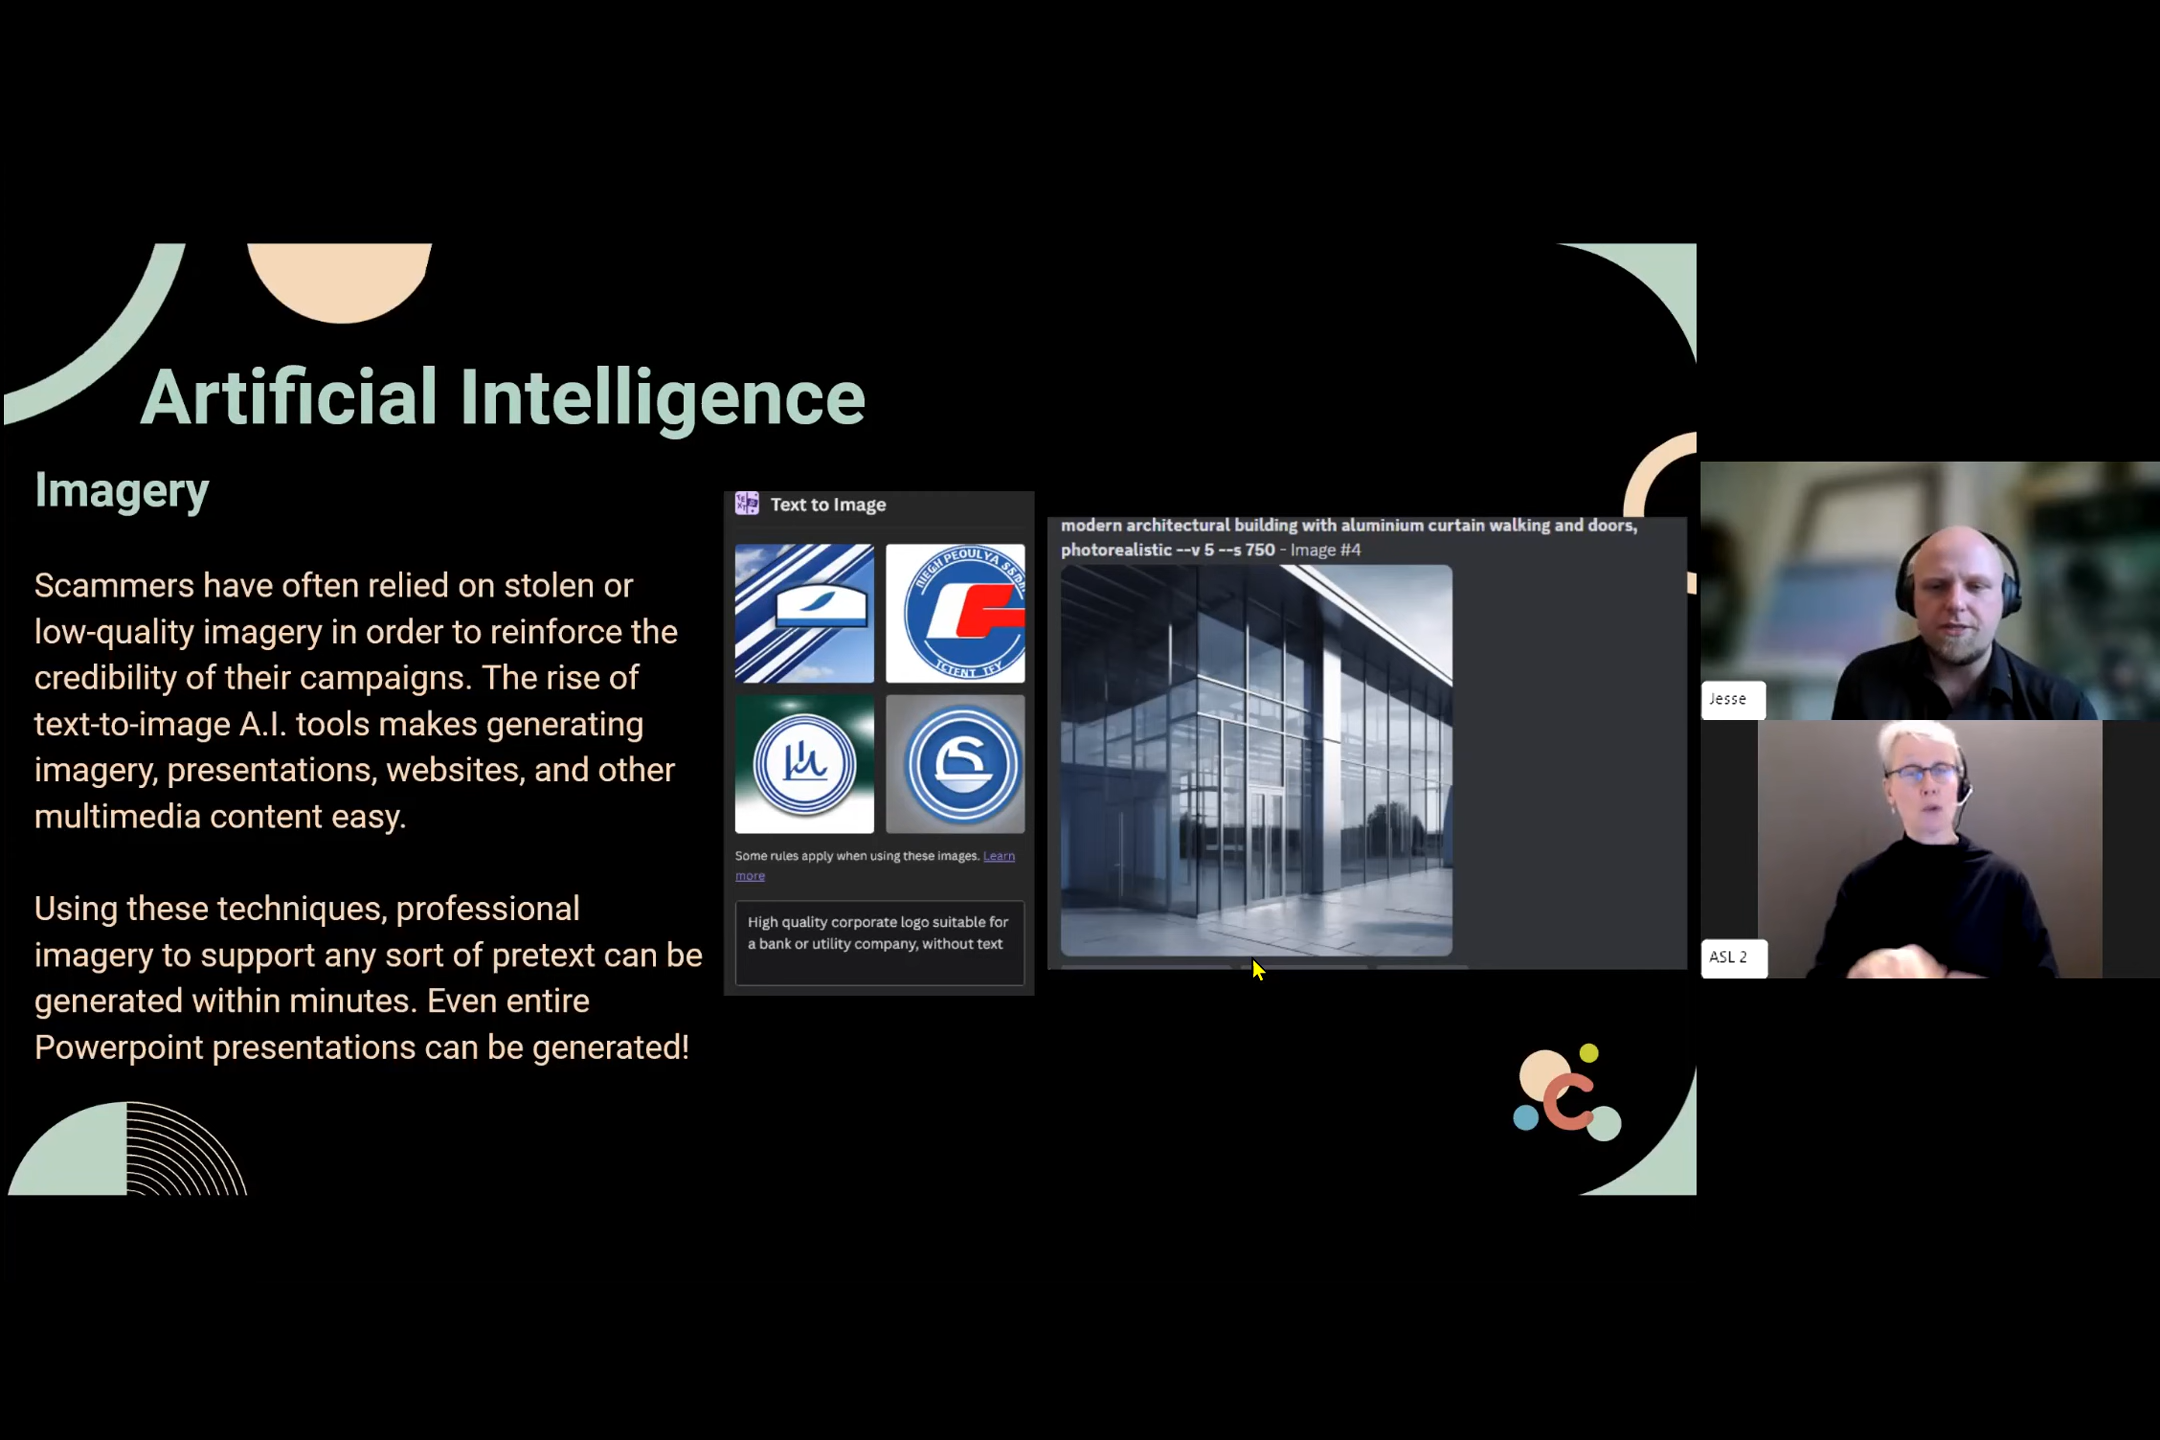 Artificial Intelligence
Imagery
Scammers have often relied on stolen or
low-quality imagery in order to reinforce the
credibility of their campaigns. The rise of
text-to-image A.I. tools makes generating
imagery, presentations, websites, and other
multimedia content easy.
Using these techniques, professional
imagery to support any sort of pretext can be
generated within minutes. Even entire
Powerpoint presentations can be generated!
Text to Image
PEOULYA
TCTENT TEY
Some rules apply when using these images. Learn
more
High quality corporate logo suitable for
a bank or utility company, without text
modern architectural building with aluminium curtain walking and doors,
photorealistic --v 5 --s 750 - Image #4
Jesse
ASL 2